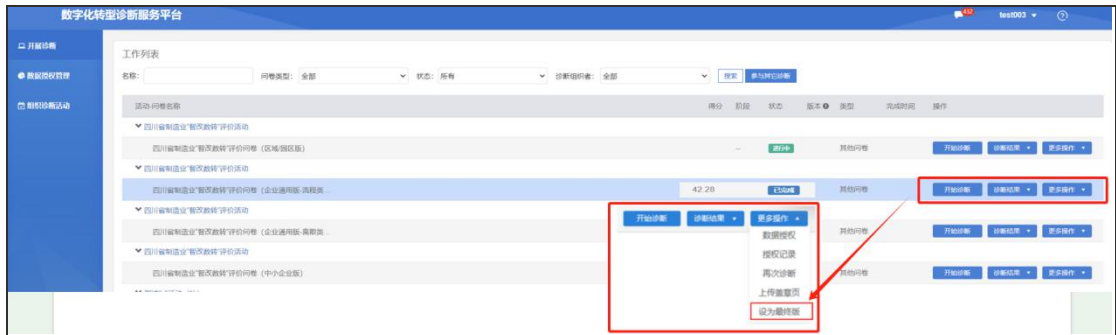 数字化转型诊断服务平台
432 test003
开展诊断
数据授权管理
组织诊断活动
工作列表
名称: 问卷类型: 全部 状态: 所有 诊断组织者: 全部 搜索 参与其它诊断
活动-问卷名称 得分 阶段 状态 版本 类型 完成时间 操作
四川省制造业“智改数转”评价活动
四川省制造业“智改数转”评价问卷 (区域/园区版) -- 进行中 其他问卷 开始诊断 诊断结果 更多操作
四川省制造业“智改数转”评价活动
四川省制造业“智改数转”评价问卷 (企业通用版-流程类... 42.28 已完成 其他问卷 开始诊断 诊断结果 更多操作
四川省制造业“智改数转”评价活动
四川省制造业“智改数转”评价问卷 (企业通用版-离散类... 其他问卷 开始诊断 诊断结果 更多操作
四川省制造业“智改数转”评价活动
四川省制造业“智改数转”评价问卷 (中小企业版) 其他问卷 开始诊断 诊断结果 更多操作
开始诊断 诊断结果 更多操作
数据授权
授权记录
再次诊断
上传盖章页
设为最终版